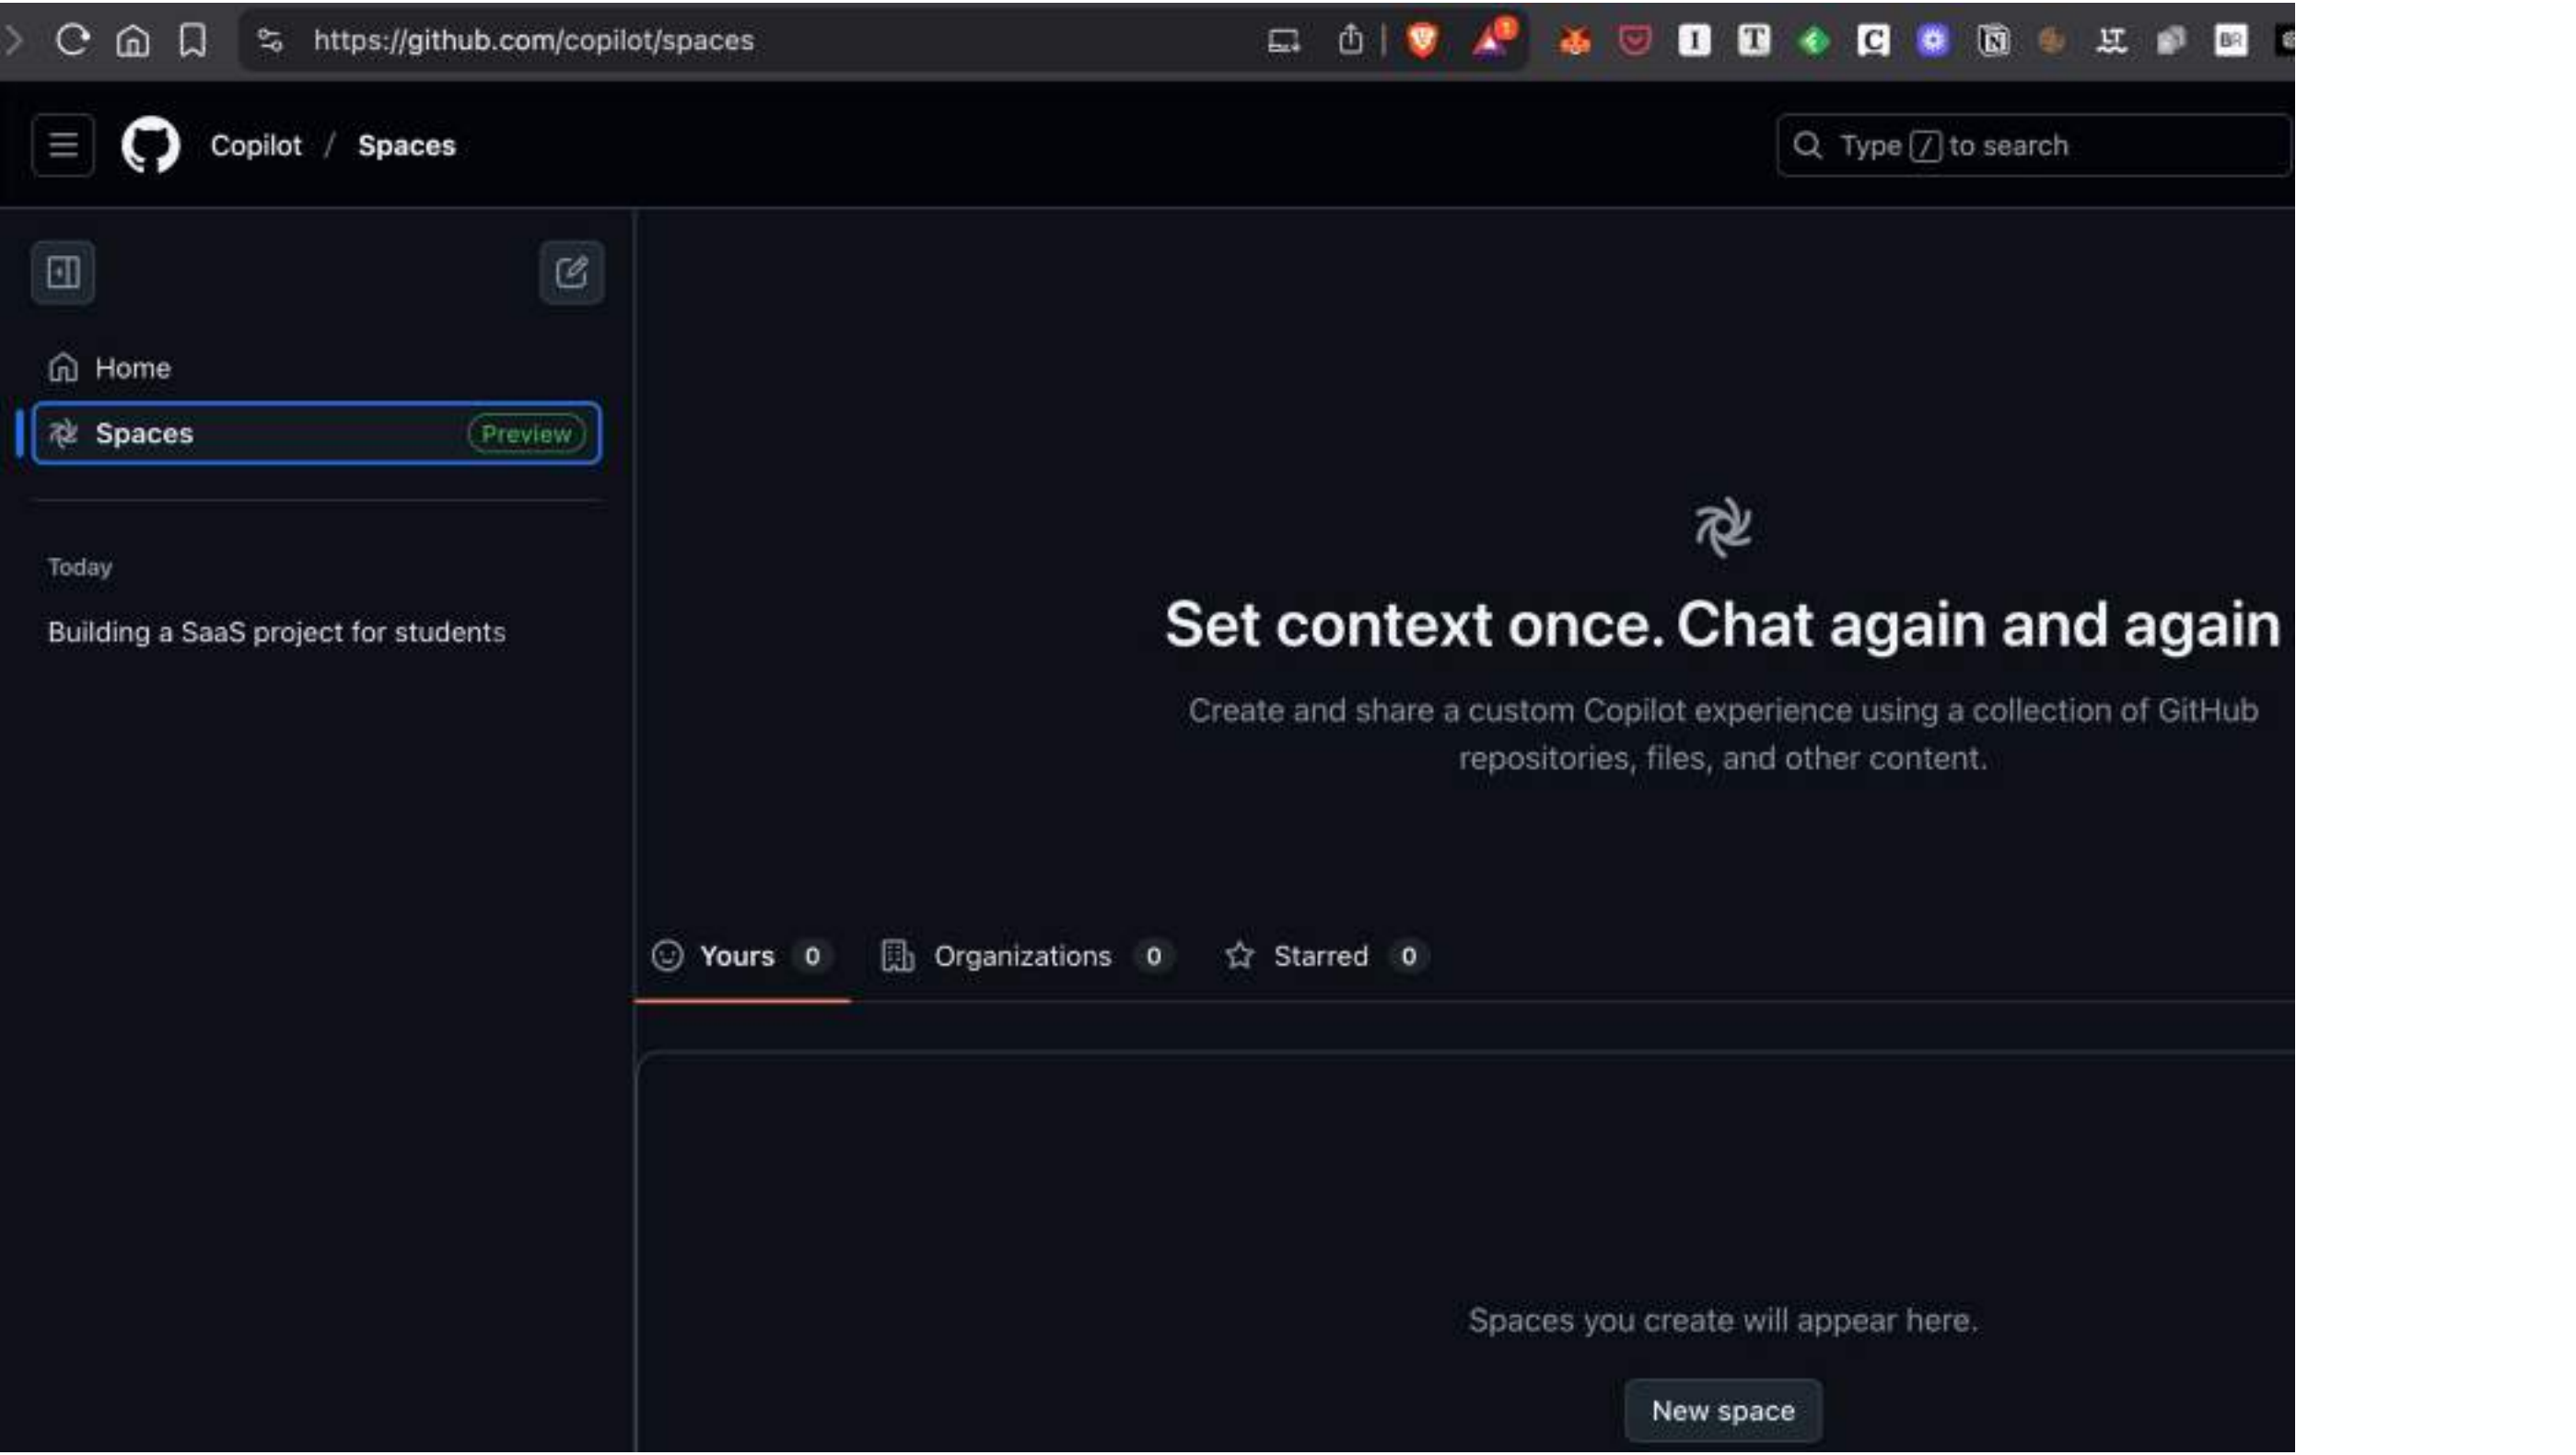 https://github.com/copilot/spaces
1
Copilot / Spaces
Type / to search
Home
Spaces Preview
Today
Building a SaaS project for students
Set context once. Chat again and again
Create and share a custom Copilot experience using a collection of GitHub
repositories, files, and other content.
Yours 0 Organizations 0 Starred 0
Spaces you create will appear here.
New space